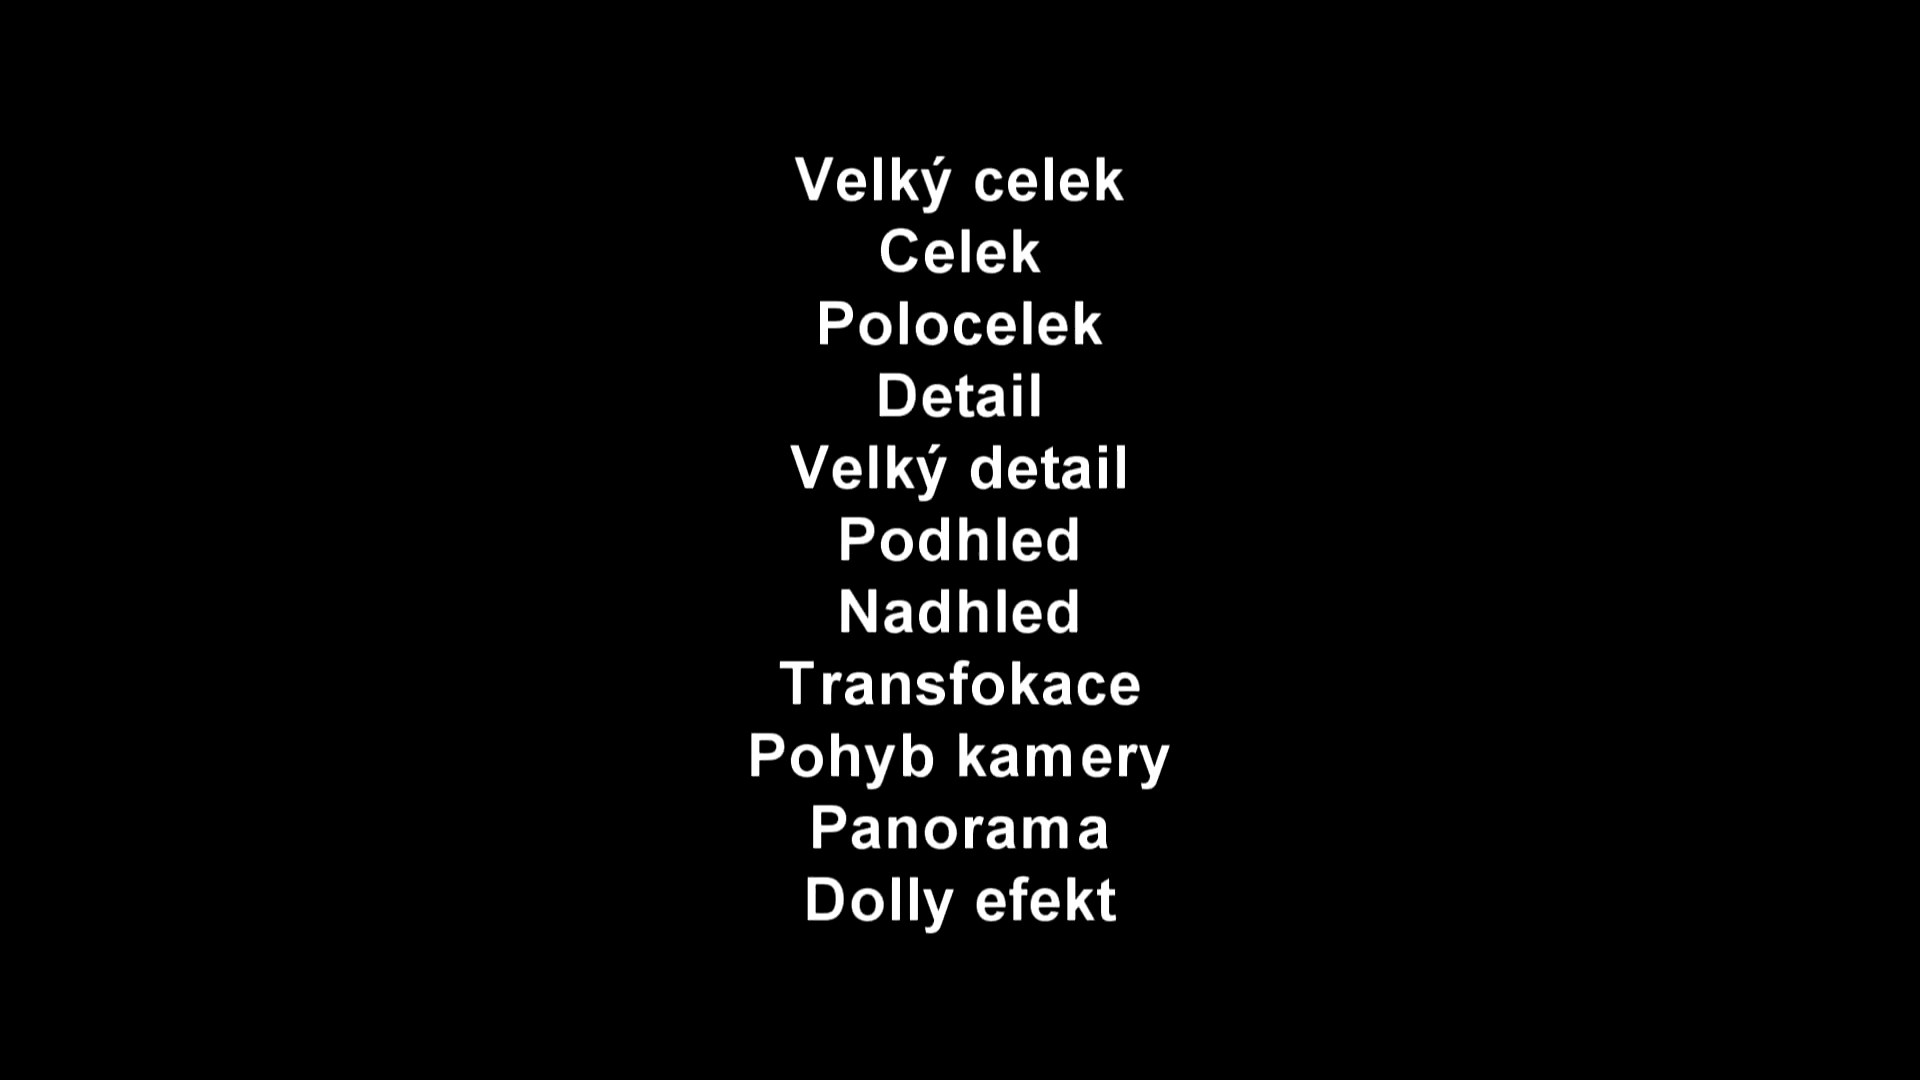 Velký celek
Celek
Polocelek
Detail
Velký detail
Podhled
Nadhled
Transfokace
Pohyb kamery
Panorama
Dolly efekt